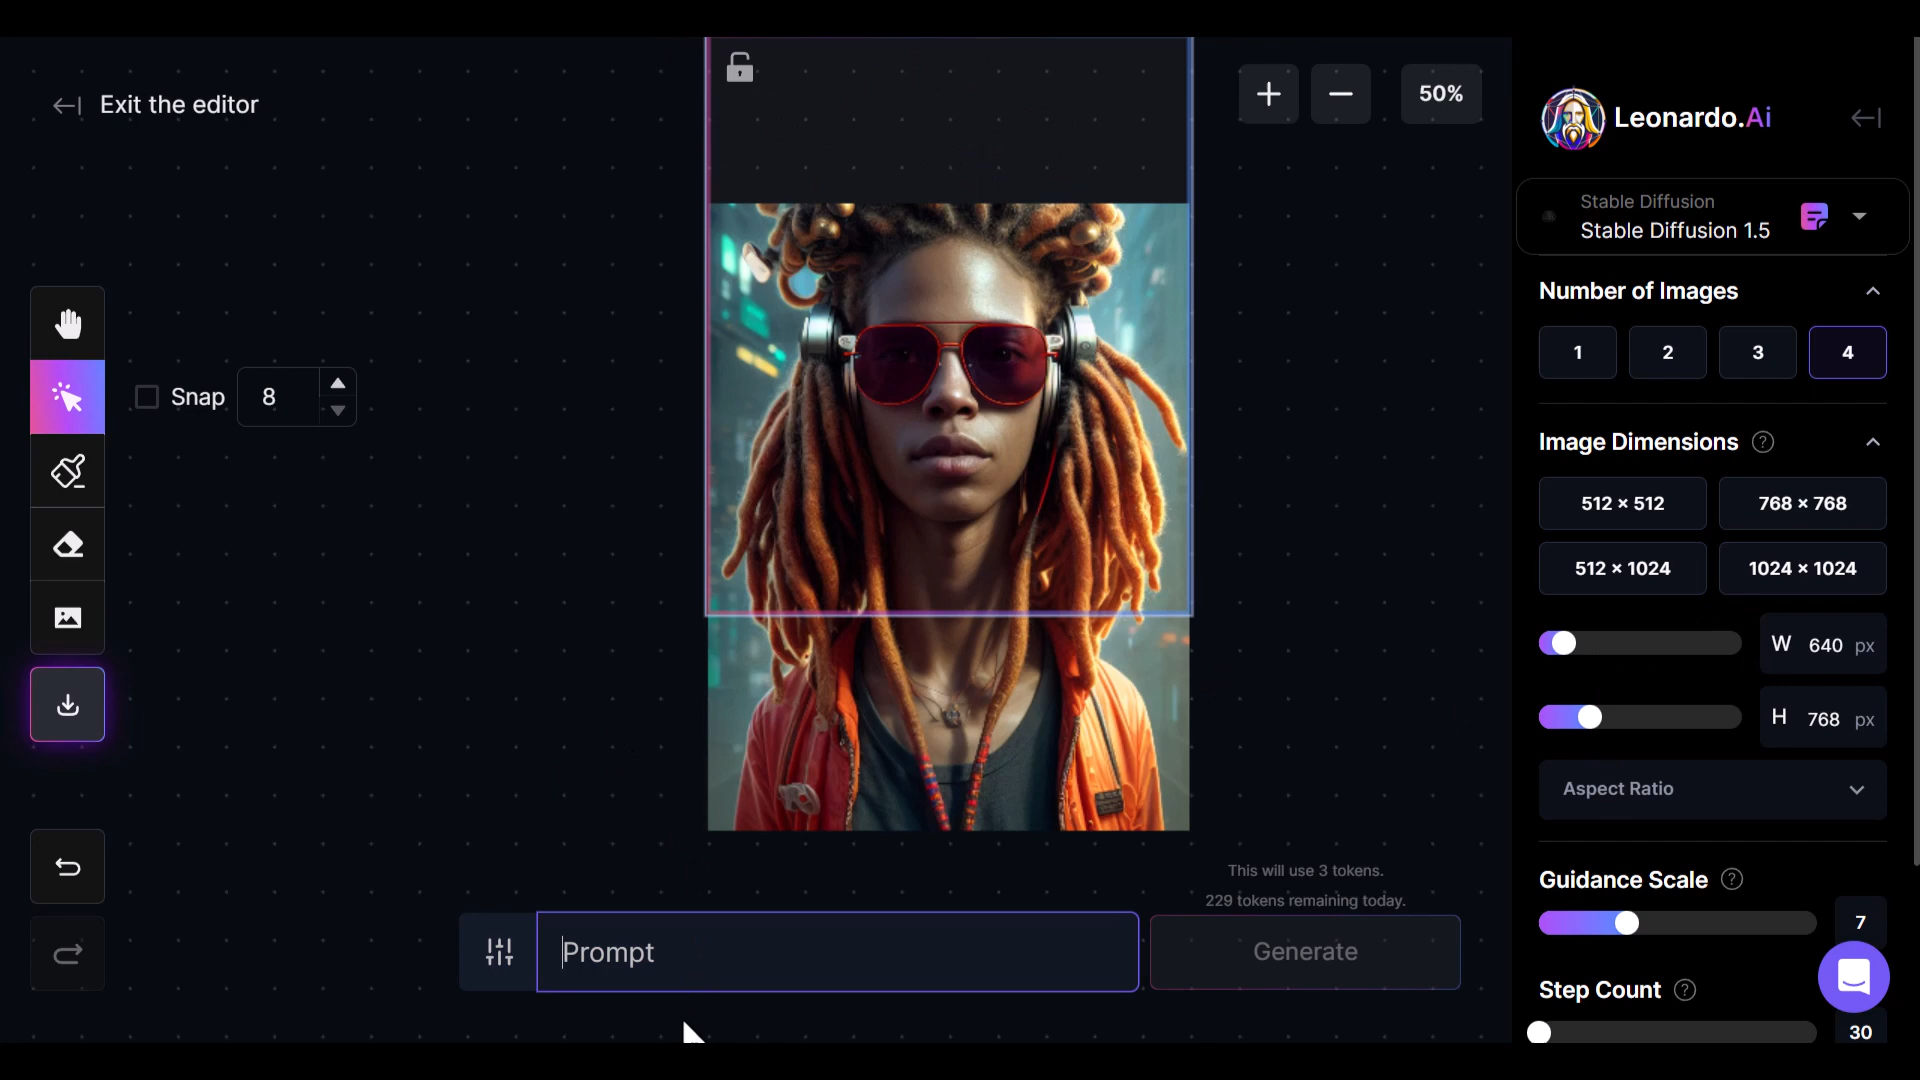 Exit the editor
50%
Leonardo.Ai
Stable Diffusion
Stable Diffusion 1.5
Number of Images
1 2 3 4
Snap 8
Image Dimensions ?
512 × 512 768 × 768
512 × 1024 1024 × 1024
W 640 px
H 768 px
Aspect Ratio
This will use 3 tokens.
229 tokens remaining today.
Guidance Scale ?
7
Prompt
Generate
Step Count ?
30